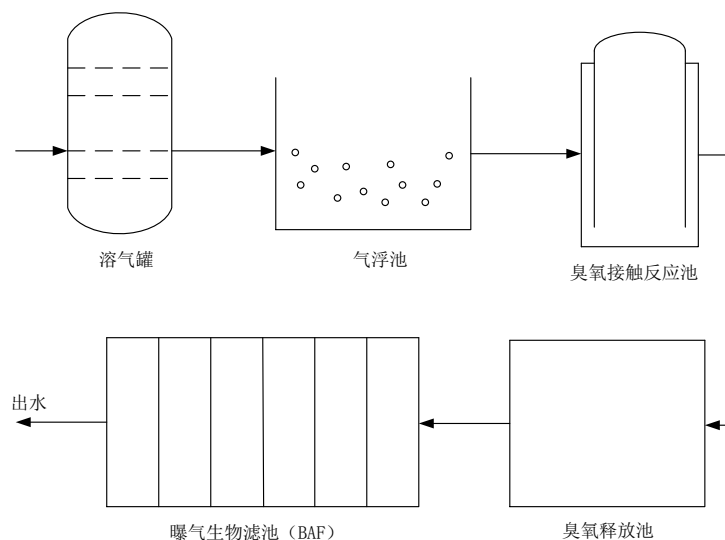 溶气罐
气浮池
臭氧接触反应池
出水
曝气生物滤池（BAF）
臭氧释放池